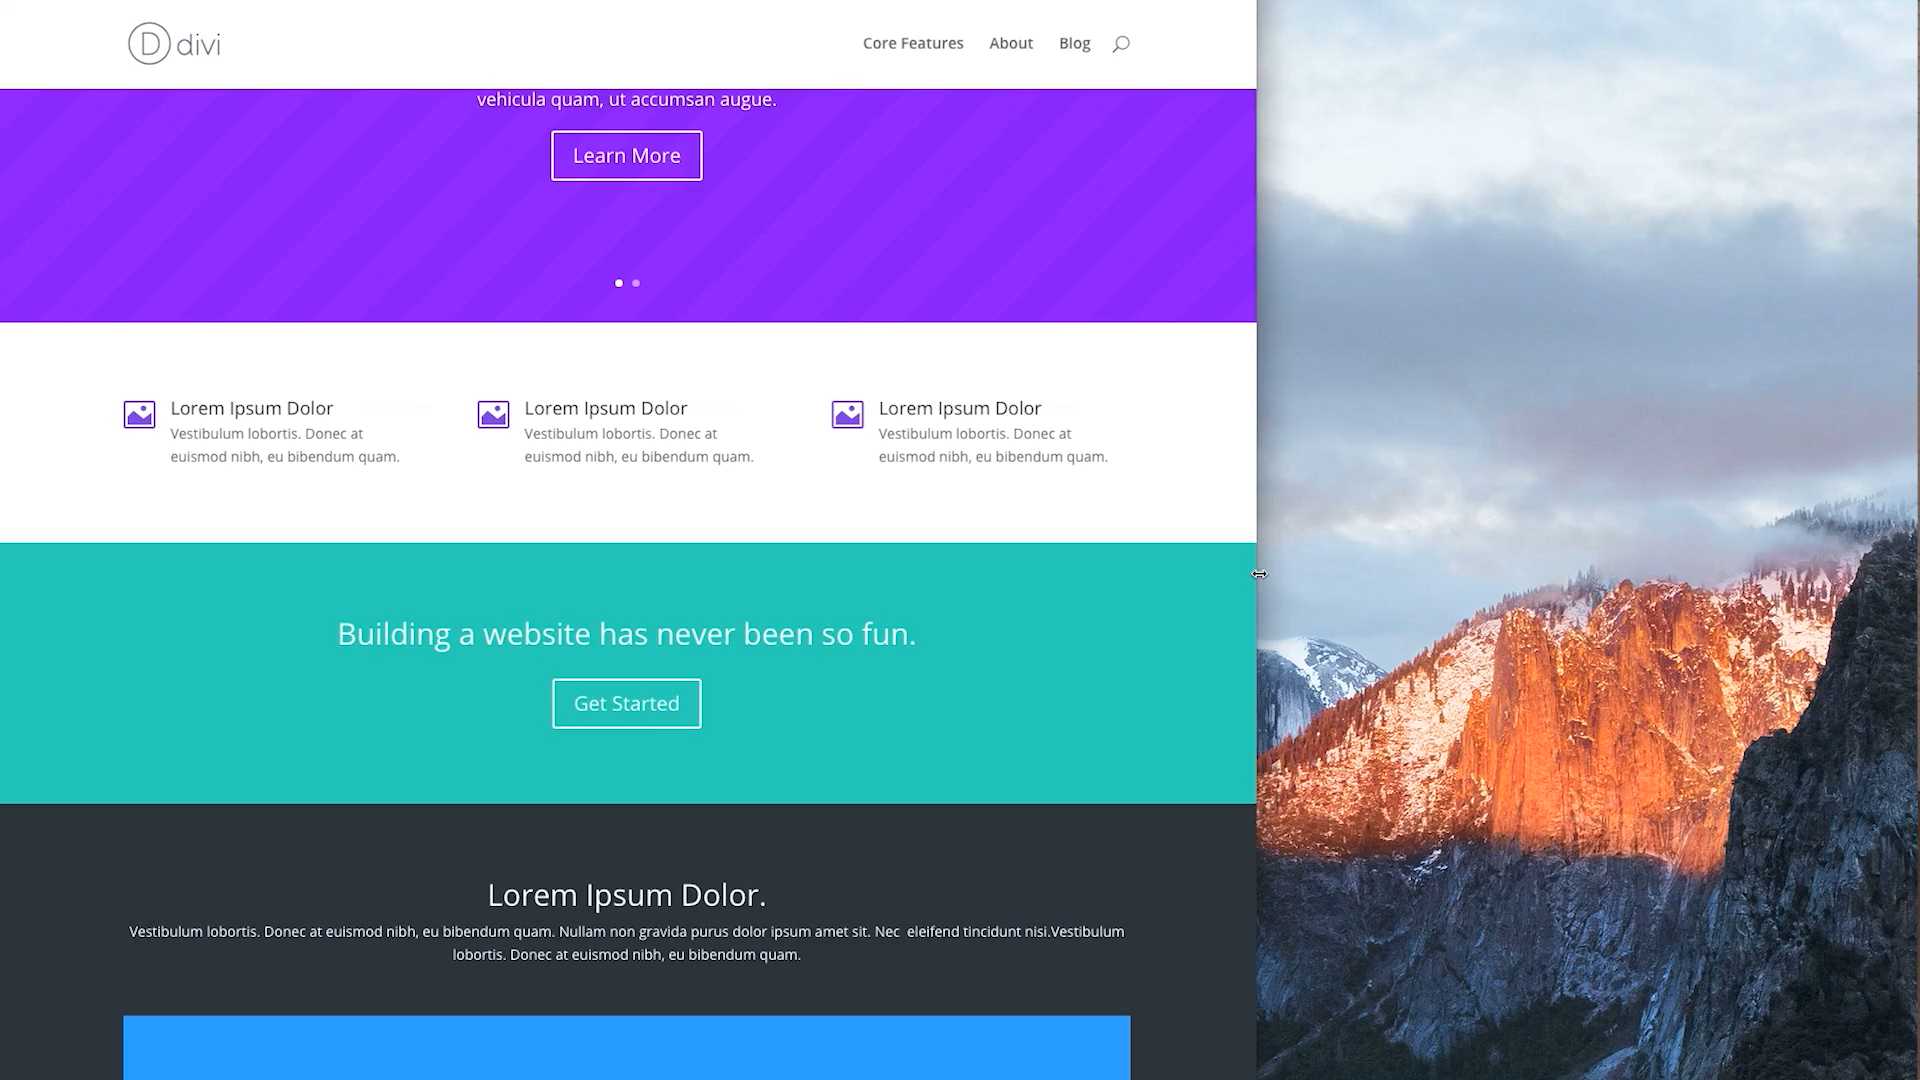 D divi
Core Features About Blog
vehicula quam, ut accumsan augue.
Learn More
Lorem Ipsum Dolor
Vestibulum lobortis. Donec at
euismod nibh, eu bibendum quam.
Lorem Ipsum Dolor
Vestibulum lobortis. Donec at
euismod nibh, eu bibendum quam.
Lorem Ipsum Dolor
Vestibulum lobortis. Donec at
euismod nibh, eu bibendum quam.
Building a website has never been so fun.
Get Started
Lorem Ipsum Dolor.
Vestibulum lobortis. Donec at euismod nibh, eu bibendum quam. Nullam non gravida purus dolor ipsum amet sit. Nec eleifend tincidunt nisi.Vestibulum
lobortis. Donec at euismod nibh, eu bibendum quam.